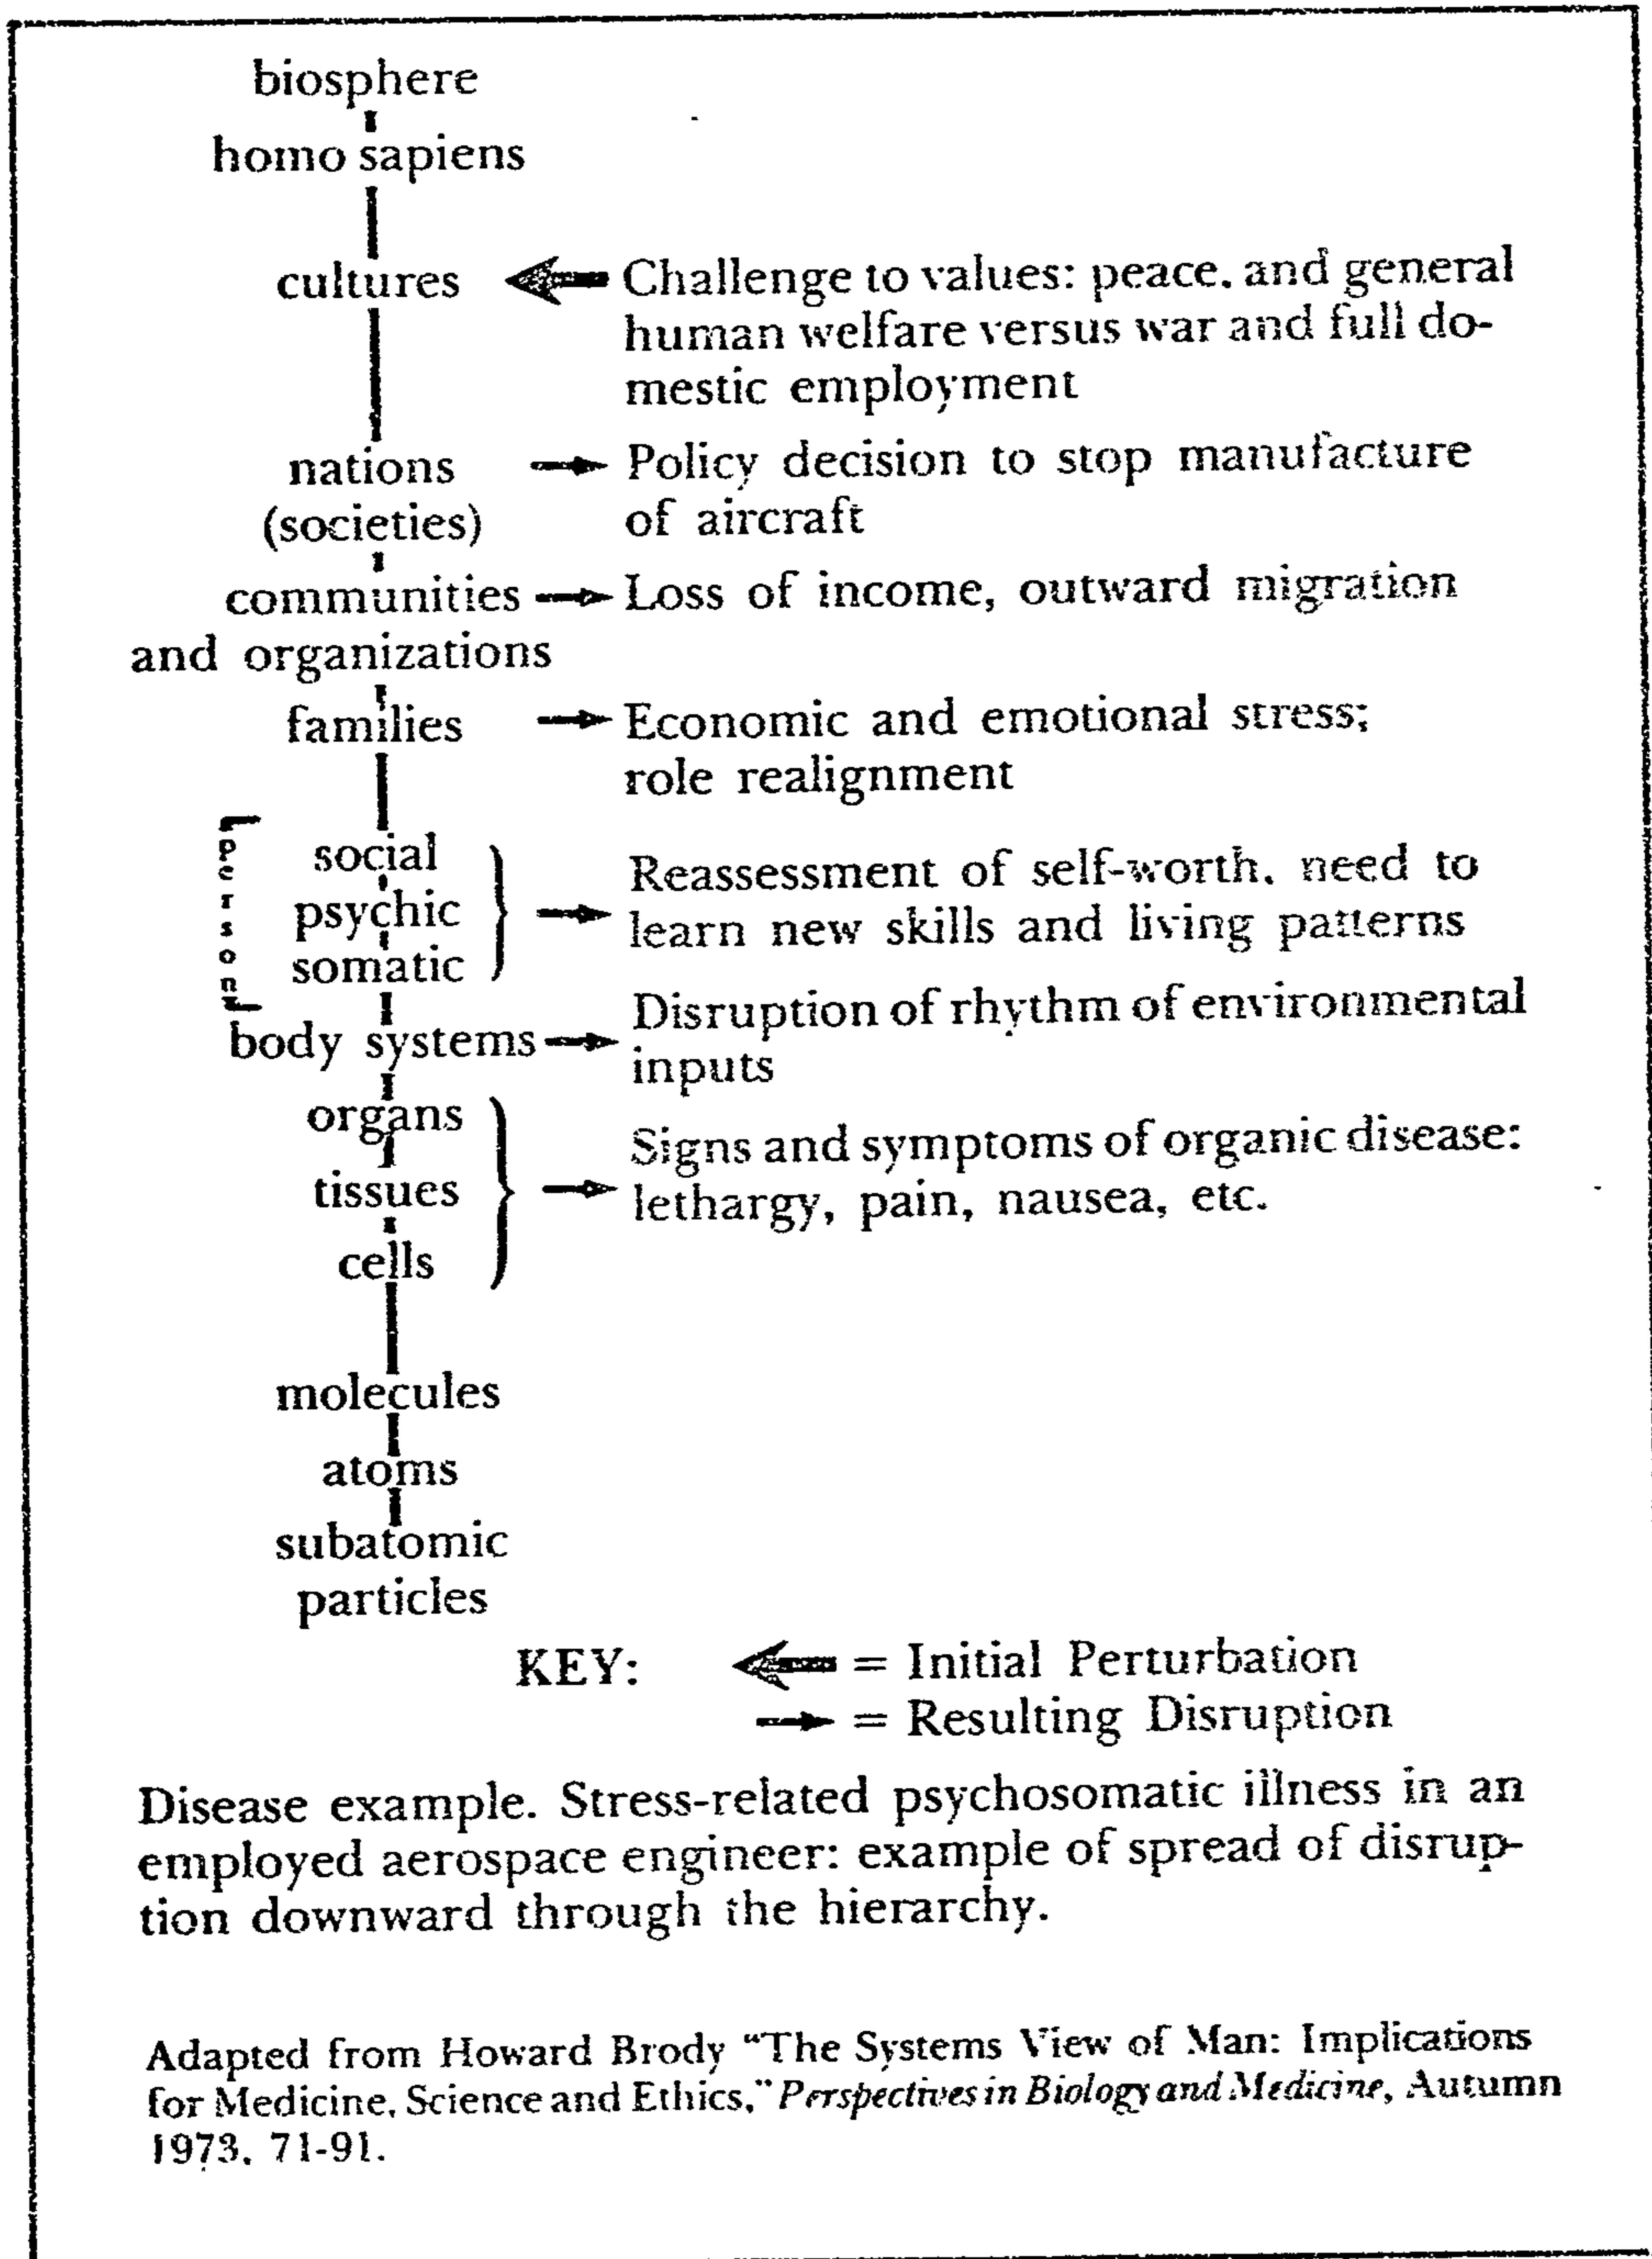 biosphere
homo sapiens
cultures Challenge to values: peace, and general
human welfare versus war and full do-
mestic employment
nations Policy decision to stop manufacture
(societies) of aircraft
communities Loss of income, outward migration
and organizations
families Economic and emotional stress;
role realignment
Person
social
psychic
somatic
Reassessment of self-worth, need to
learn new skills and living patterns
body systems Disruption of rhythm of environmental
inputs
organs
tissues
cells
Signs and symptoms of organic disease:
lethargy, pain, nausea, etc.
molecules
atoms
subatomic
particles
KEY: = Initial Perturbation
= Resulting Disruption
Disease example. Stress-related psychosomatic illness in an
employed aerospace engineer: example of spread of disrup-
tion downward through the hierarchy.
Adapted from Howard Brody "The Systems View of Man: Implications
for Medicine, Science and Ethics," Perspectives in Biology and Medicine, Autumn
1973, 71-91.